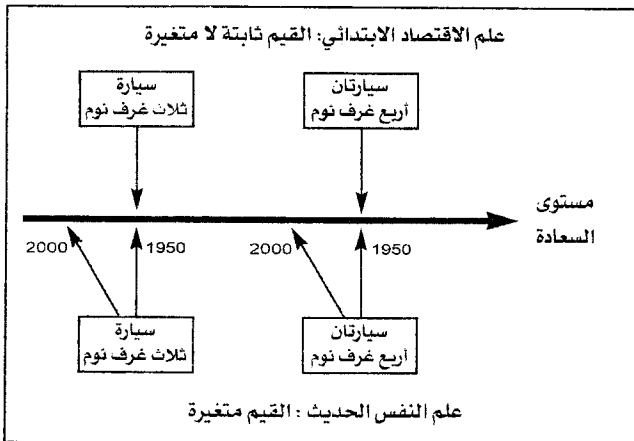 علم الاقتصاد الابتدائي: القيم ثابتة لا متغيرة
سيارة
ثلاث غرف نوم
سيارتان
أربع غرف نوم
مستوى
السعادة
2000
1950
2000
1950
سيارة
ثلاث غرف نوم
سيارتان
أربع غرف نوم
علم النفس الحديث : القيم متغيرة